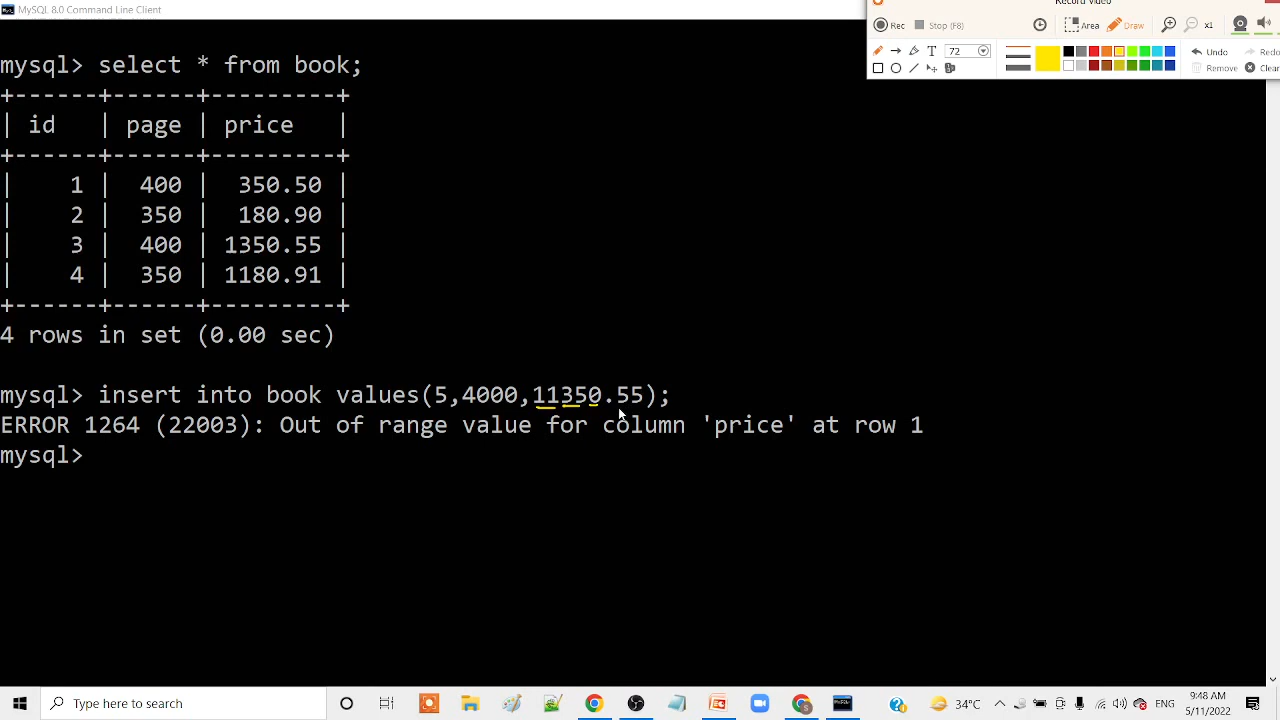 MySQL 8.0 Command Line Client
Record Video
Rec Stop (F8) Area Draw x1
T 72 Undo Redo
Remove Clear
mysql> select * from book;
+------+------+---------+
| id   | page | price   |
+------+------+---------+
|    1 |  400 |  350.50 |
|    2 |  350 |  180.90 |
|    3 |  400 | 1350.55 |
|    4 |  350 | 1180.91 |
+------+------+---------+
4 rows in set (0.00 sec)
mysql> insert into book values(5,4000,11350.55);
ERROR 1264 (22003): Out of range value for column 'price' at row 1
mysql>
Type here to search
34°C
ENG
9:48 AM
5/11/2022